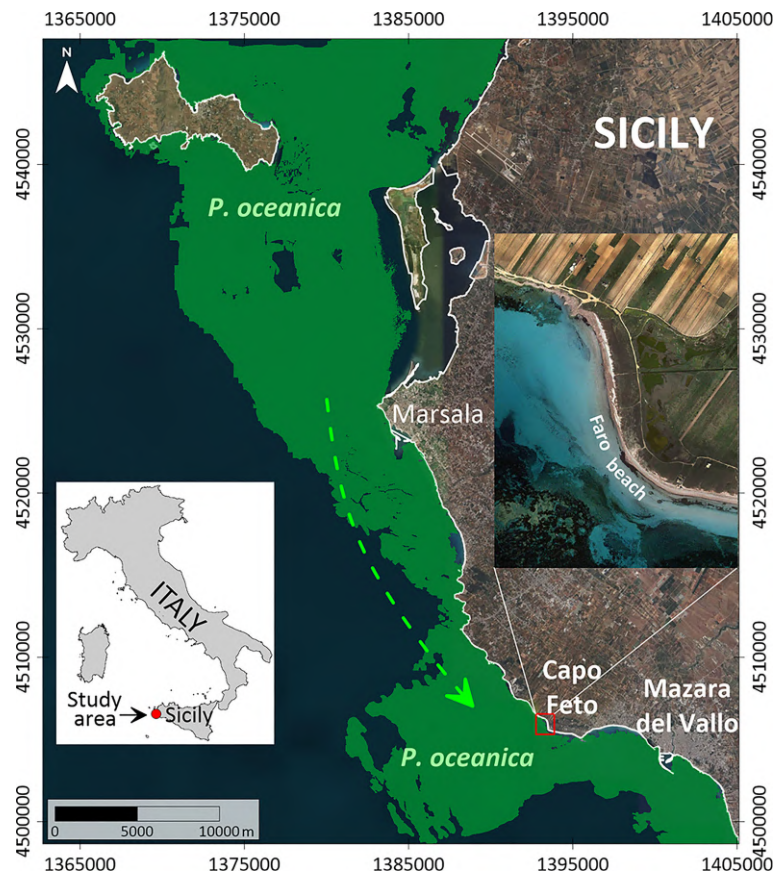 1365000 1375000 1385000 1395000 1405000
N
SICILY
4540000
4540000
P. oceanica
4530000
4530000
Marsala
Faro beach
4520000
4520000
ITALY
4510000
4510000
Capo
Feto
Mazara
del Vallo
Study
area
Sicily
P. oceanica
0 5000 10000 m
4500000
4500000
1365000 1375000 1385000 1395000 1405000